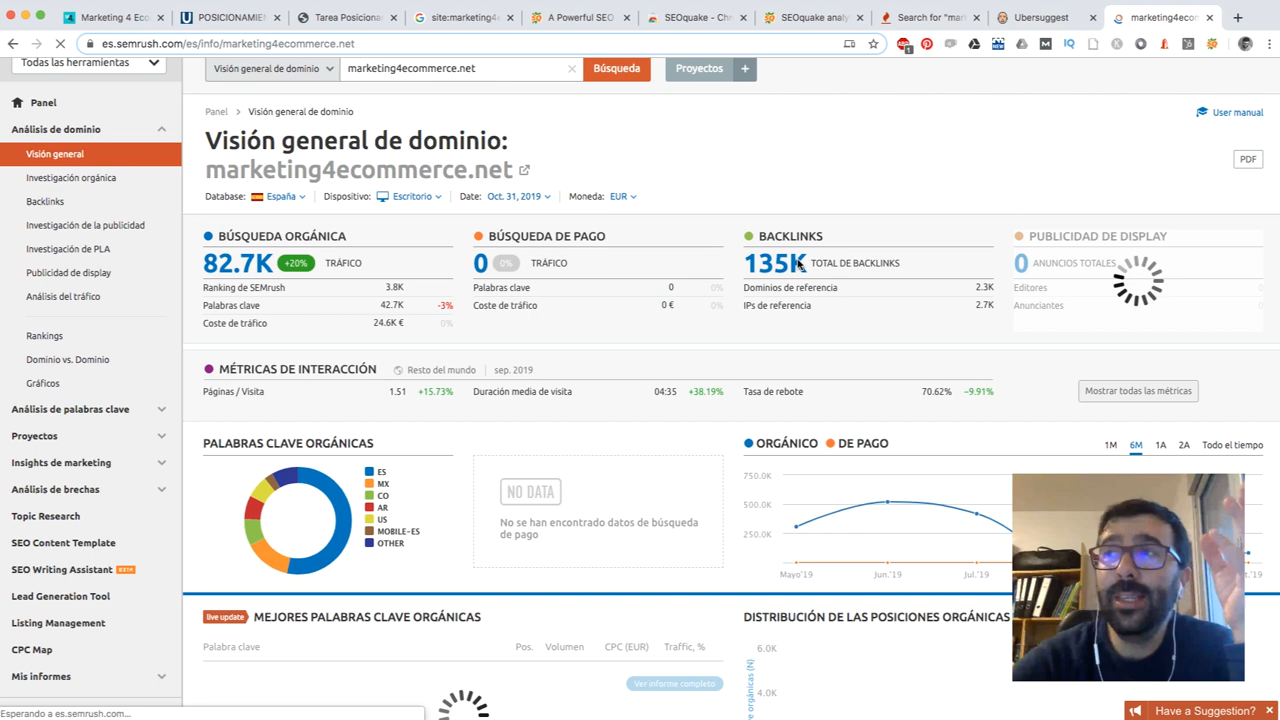 Marketing 4 Eco
POSICIONAMIE
Tarea Posiciona
site:marketing4
A Powerful SEO
SEOquake - Chr
SEOquake analy
Search for "mar
Ubersuggest
marketing4econ
es.semrush.com/es/info/marketing4ecommerce.net
Todas las herramientas
Visión general de dominio
marketing4ecommerce.net
Búsqueda
Proyectos
+
Panel
Panel > Visión general de dominio
User manual
Análisis de dominio
Visión general de dominio:
marketing4ecommerce.net
PDF
Visión general
Investigación orgánica
Database: España
Dispositivo: Escritorio
Date: Oct. 31, 2019
Moneda: EUR
Backlinks
Investigación de la publicidad
Investigación de PLA
Publicidad de display
Análisis del tráfico
Rankings
Dominio vs. Dominio
Gráficos
Análisis de palabras clave
Proyectos
Insights de marketing
Análisis de brechas
Topic Research
SEO Content Template
SEO Writing Assistant BETA
Lead Generation Tool
Listing Management
CPC Map
Mis informes
BÚSQUEDA ORGÁNICA
82.7K +20% TRÁFICO
Ranking de SEMrush 3.8K
Palabras clave 42.7K -3%
Coste de tráfico 24.6K € 0%
BÚSQUEDA DE PAGO
0 0% TRÁFICO
Palabras clave 0 0%
Coste de tráfico 0 € 0%
BACKLINKS
135K TOTAL DE BACKLINKS
Dominios de referencia 2.3K
IPs de referencia 2.7K
PUBLICIDAD DE DISPLAY
0 ANUNCIOS TOTALES
Editores
Anunciantes
MÉTRICAS DE INTERACCIÓN Resto del mundo | sep. 2019
Páginas / Visita 1.51 +15.73%
Duración media de visita 04:35 +38.19%
Tasa de rebote 70.62% −9.91%
Mostrar todas las métricas
PALABRAS CLAVE ORGÁNICAS
ES
MX
CO
AR
US
MOBILE-ES
OTHER
NO DATA
No se han encontrado datos de búsqueda
de pago
ORGÁNICO DE PAGO
1M 6M 1A 2A Todo el tiempo
750.0K
500.0K
250.0K
Mayo'19 Jun.'19 Jul.'19
t.'19
live update MEJORES PALABRAS CLAVE ORGÁNICAS
Palabra clave Pos. Volumen CPC (EUR) Traffic, %
Ver informe completo
DISTRIBUCIÓN DE LAS POSICIONES ORGÁNICAS
6.0K
4.0K
orgánicas (N)
Esperando a es.semrush.com...
Have a Suggestion? ×